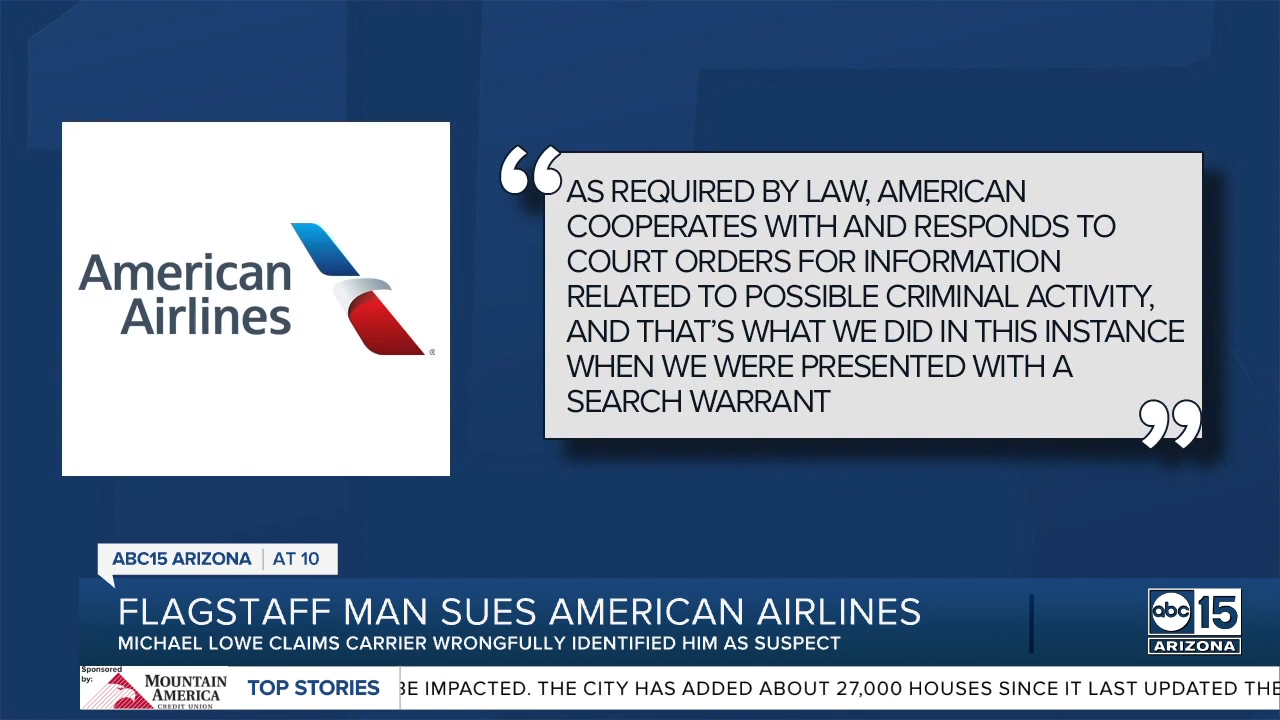 American
Airlines
®
“
AS REQUIRED BY LAW, AMERICAN
COOPERATES WITH AND RESPONDS TO
COURT ORDERS FOR INFORMATION
RELATED TO POSSIBLE CRIMINAL ACTIVITY,
AND THAT’S WHAT WE DID IN THIS INSTANCE
WHEN WE WERE PRESENTED WITH A
SEARCH WARRANT
”
ABC15 ARIZONA | AT 10
FLAGSTAFF MAN SUES AMERICAN AIRLINES
MICHAEL LOWE CLAIMS CARRIER WRONGFULLY IDENTIFIED HIM AS SUSPECT
abc 15
ARIZONA
Sponsored
by:
MOUNTAIN
AMERICA
CREDIT UNION
TOP STORIES
BE IMPACTED. THE CITY HAS ADDED ABOUT 27,000 HOUSES SINCE IT LAST UPDATED THE